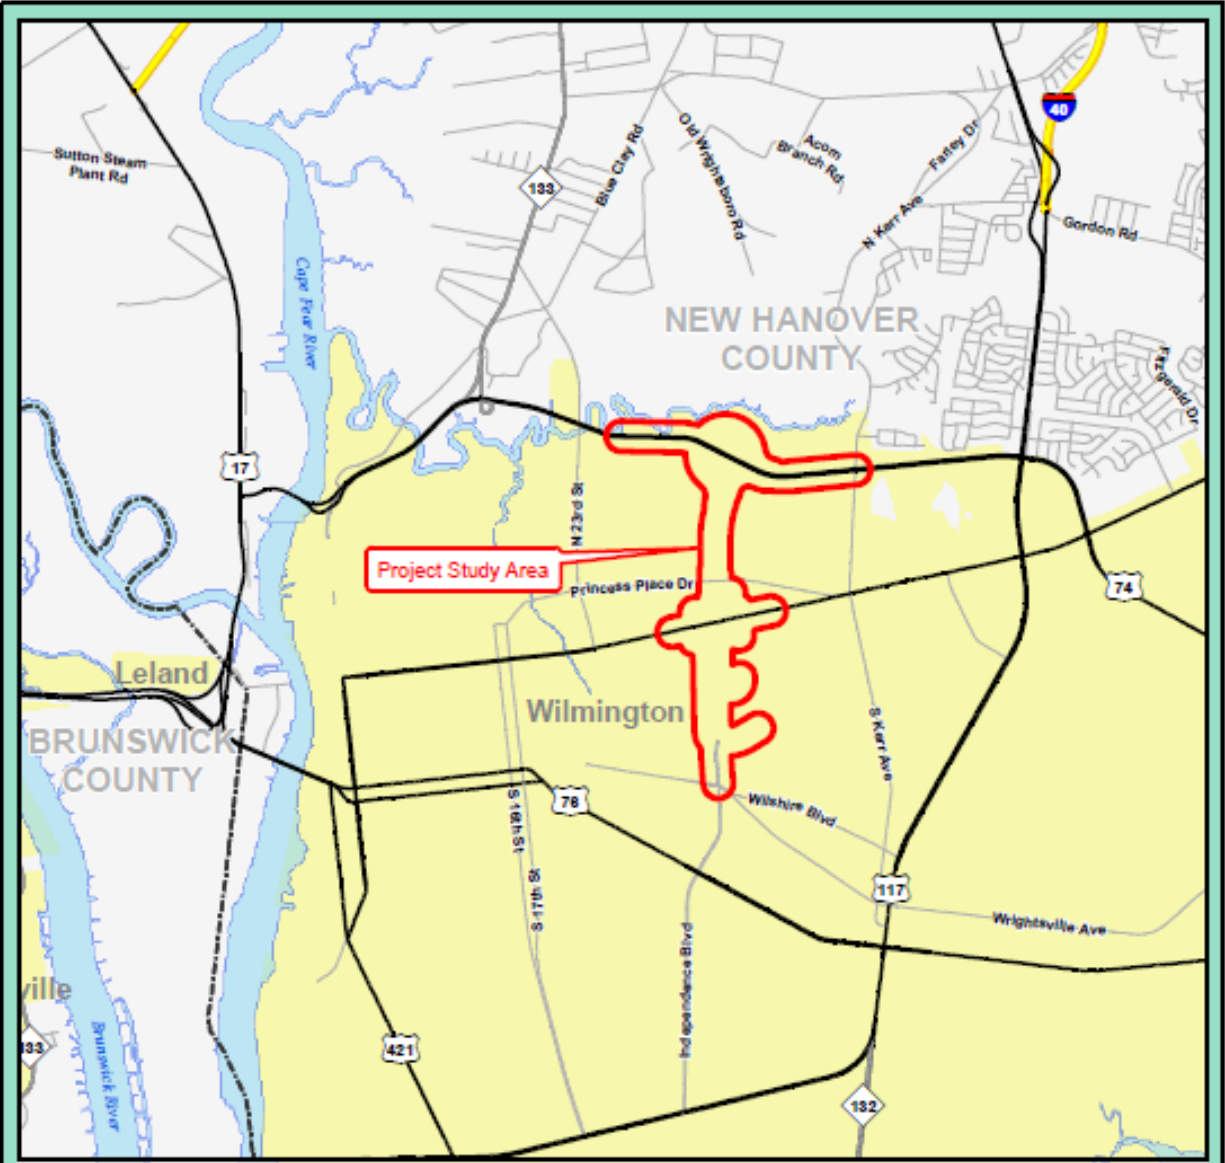 40
Sutton Steam
Plant Rd
133
Blue Clay Rd
Old Wrightsboro Rd
Acorn
Branch Rd
Farley Dr
N Kerr Ave
Gordon Rd
Cape Fear River
NEW HANOVER
COUNTY
Fitzgerald Dr
17
N 23rd St
Project Study Area
Princess Place Dr
74
Leland
Wilmington
BRUNSWICK
COUNTY
S Kerr Ave
76
S 16th St
Wilshire Blvd
S 17th St
117
Wrightsville Ave
Independence Blvd
ville
133
Brunswick River
421
132